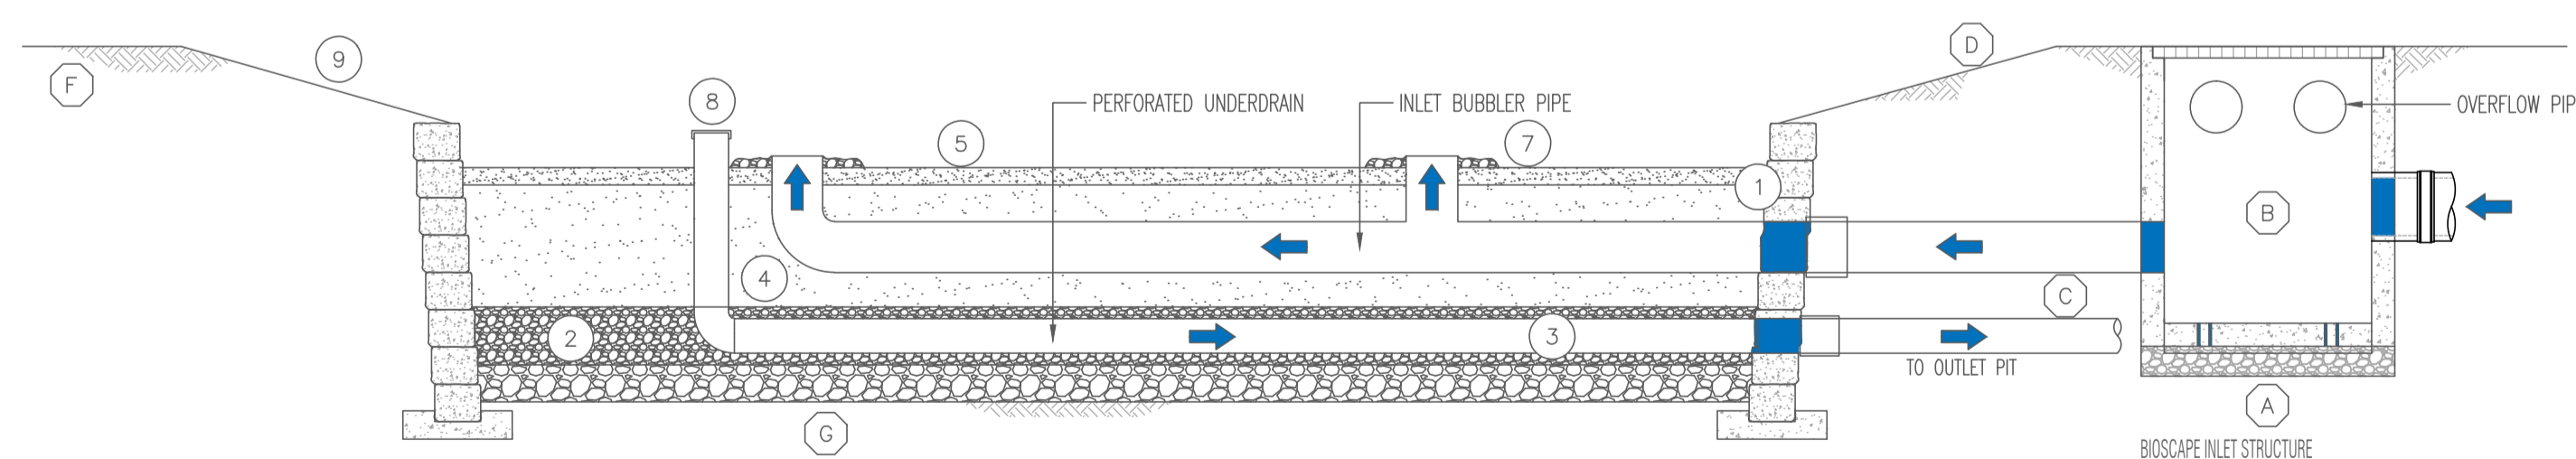 D
9
F
8
PERFORATED UNDERDRAIN
INLET BUBBLER PIPE
OVERFLOW PIP
5
7
1
B
4
C
2
3
TO OUTLET PIT
A
G
BIOSCAPE INLET STRUCTURE